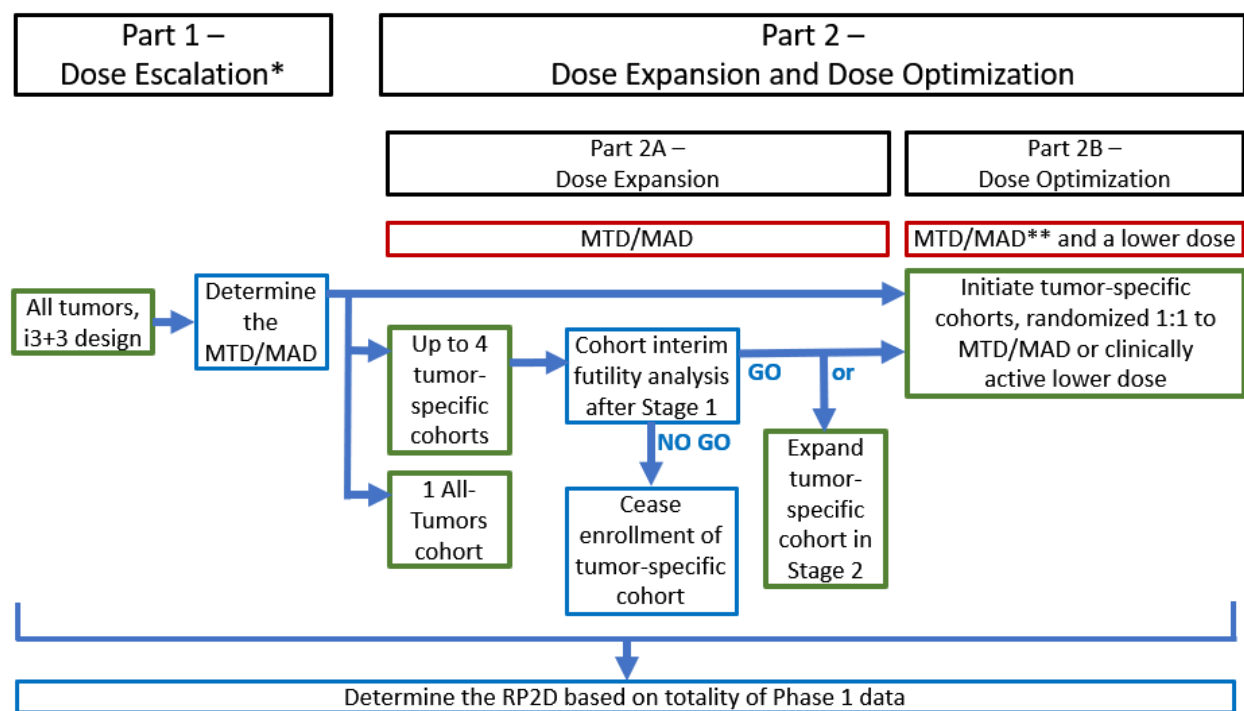 Part 1 –
Dose Escalation*
Part 2 –
Dose Expansion and Dose Optimization
Part 2A –
Dose Expansion
Part 2B –
Dose Optimization
MTD/MAD
MTD/MAD** and a lower dose
All tumors,
i3+3 design
Determine
the
MTD/MAD
Up to 4
tumor-
specific
cohorts
1 All-
Tumors
cohort
Cohort interim
futility analysis
after Stage 1
GO
or
NO GO
Cease
enrollment of
tumor-specific
cohort
Expand
tumor-
specific
cohort in
Stage 2
Initiate tumor-specific
cohorts, randomized 1:1 to
MTD/MAD or clinically
active lower dose
Determine the RP2D based on totality of Phase 1 data